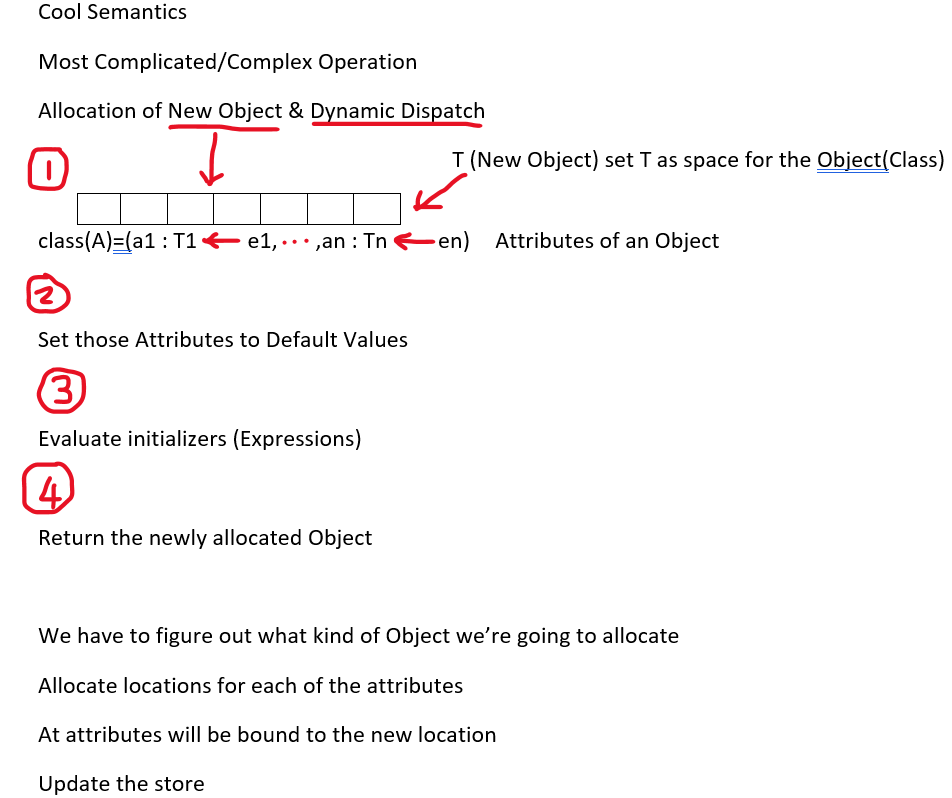 Cool Semantics
Most Complicated/Complex Operation
Allocation of New Object & Dynamic Dispatch
1
T (New Object) set T as space for the Object(Class)
class(A)=(a1 : T1 ← e1, ··· ,an : Tn ← en) Attributes of an Object
2
Set those Attributes to Default Values
3
Evaluate initializers (Expressions)
4
Return the newly allocated Object
We have to figure out what kind of Object we’re going to allocate
Allocate locations for each of the attributes
At attributes will be bound to the new location
Update the store